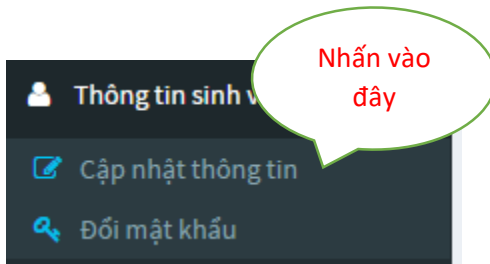 Nhấn vào
đây
Thông tin sinh
Cập nhật thông tin
Đổi mật khẩu